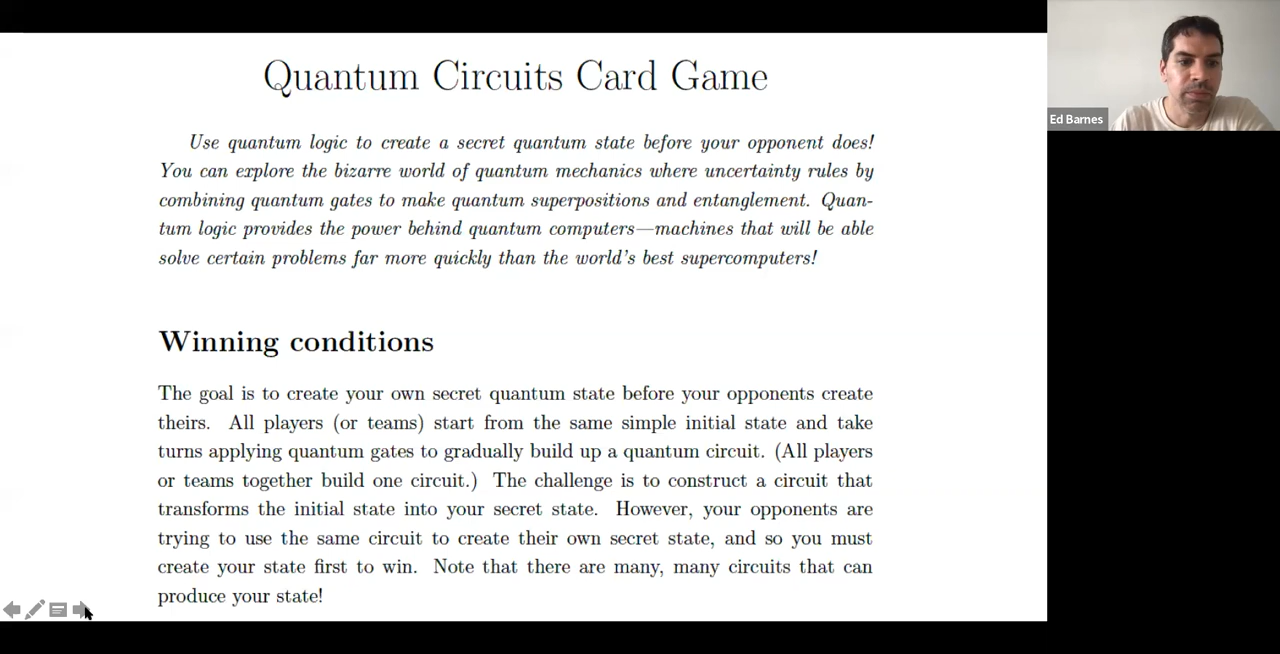 Quantum Circuits Card Game
Use quantum logic to create a secret quantum state before your opponent does!
You can explore the bizarre world of quantum mechanics where uncertainty rules by
combining quantum gates to make quantum superpositions and entanglement. Quan-
tum logic provides the power behind quantum computers—machines that will be able
solve certain problems far more quickly than the world's best supercomputers!
Winning conditions
The goal is to create your own secret quantum state before your opponents create
theirs. All players (or teams) start from the same simple initial state and take
turns applying quantum gates to gradually build up a quantum circuit. (All players
or teams together build one circuit.) The challenge is to construct a circuit that
transforms the initial state into your secret state. However, your opponents are
trying to use the same circuit to create their own secret state, and so you must
create your state first to win. Note that there are many, many circuits that can
produce your state!
Ed Barnes